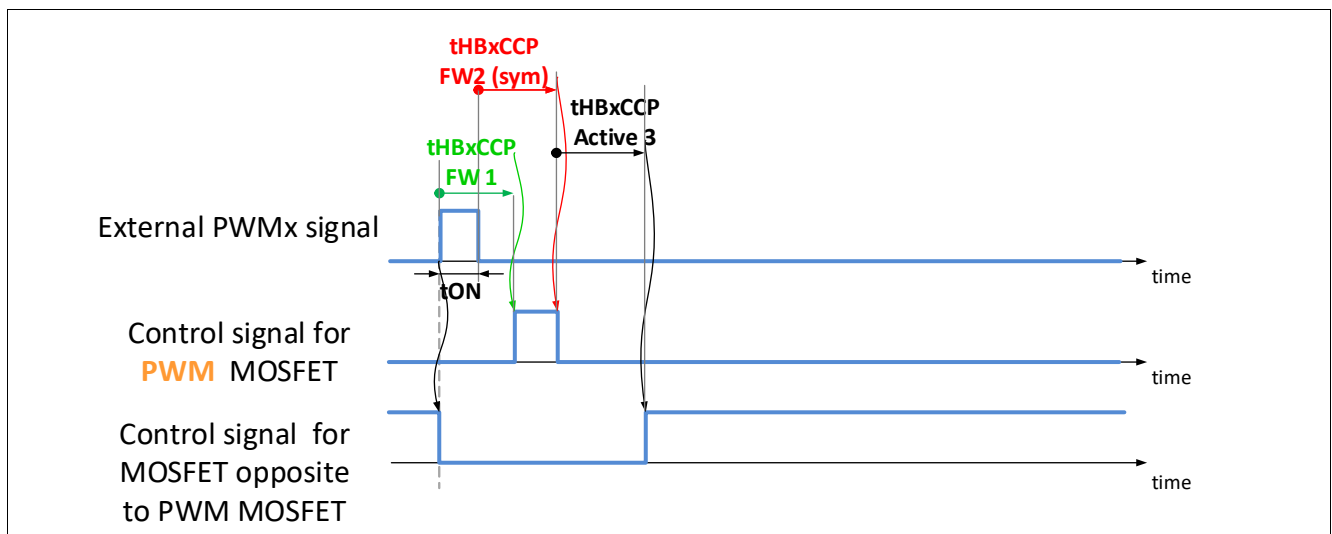 tHBxCCP
FW2 (sym)
tHBxCCP
Active 3
tHBxCCP
FW 1
External PWMx signal
time
tON
Control signal for
PWM MOSFET
time
Control signal for
MOSFET opposite
to PWM MOSFET
time